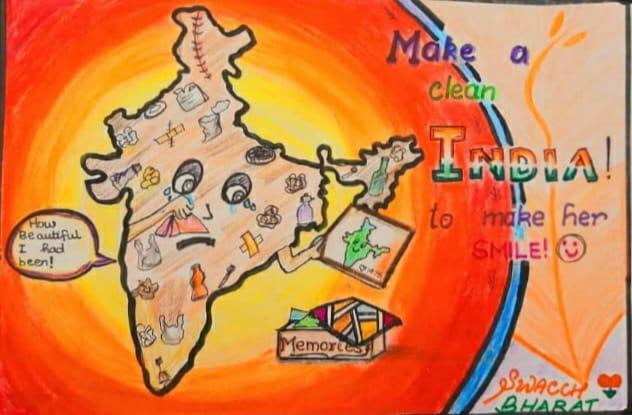 Make a
clean
INDIA!
to make her
SMILE!
How
Beautiful
I had
been!
Memories
SWACCH
BHARAT